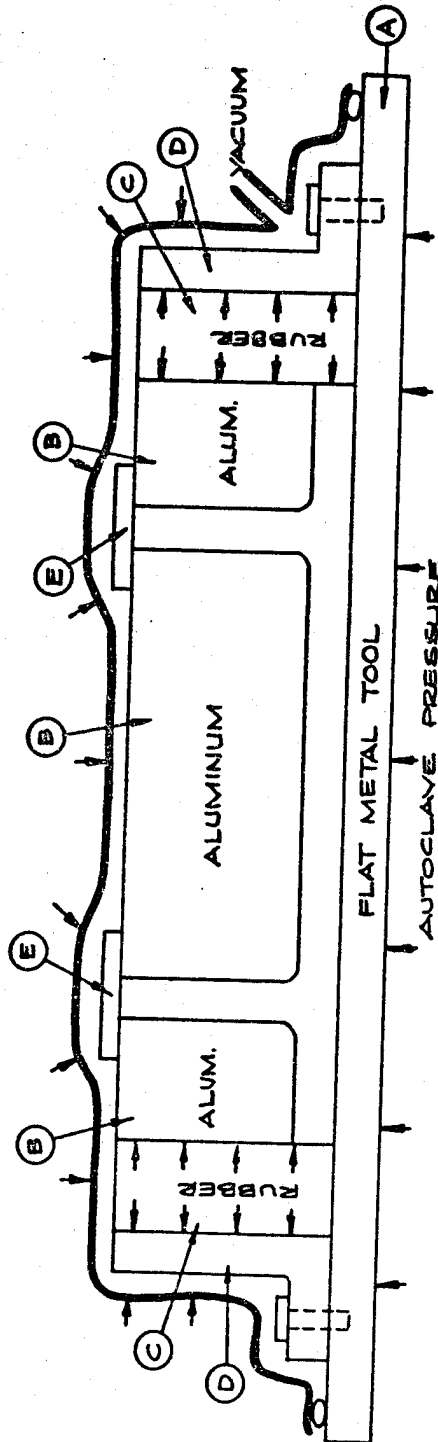 B
E
B
E
B
C
D
VACUUM
C
D
RUBBER
ALUM.
ALUMINUM
ALUM.
RUBBER
A
FLAT METAL TOOL
AUTOCLAVE PRESSURE